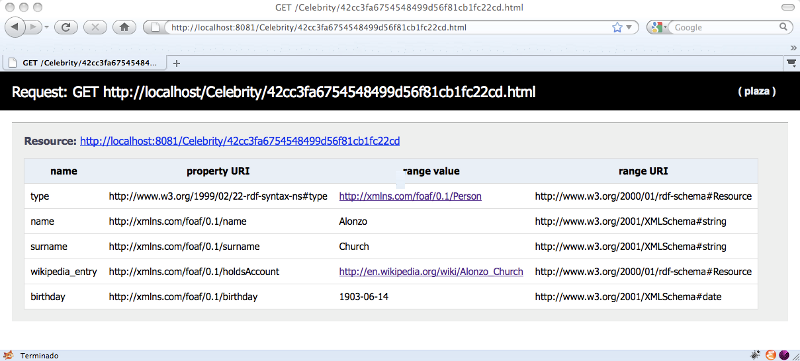 GET /Celebrity/42cc3fa6754548499d56f81cb1fc22cd.html
http://localhost:8081/Celebrity/42cc3fa6754548499d56f81cb1fc22cd.html
Google
GET /Celebrity/42cc3fa67545484...
Request: GET http://localhost/Celebrity/42cc3fa6754548499d56f81cb1fc22cd.html ( plaza )
Resource: http://localhost:8081/Celebrity/42cc3fa6754548499d56f81cb1fc22cd
name property URI range value range URI
type http://www.w3.org/1999/02/22-rdf-syntax-ns#type http://xmlns.com/foaf/0.1/Person http://www.w3.org/2000/01/rdf-schema#Resource
name http://xmlns.com/foaf/0.1/name Alonzo http://www.w3.org/2001/XMLSchema#string
surname http://xmlns.com/foaf/0.1/surname Church http://www.w3.org/2001/XMLSchema#string
wikipedia_entry http://xmlns.com/foaf/0.1/holdsAccount http://en.wikipedia.org/wiki/Alonzo_Church http://www.w3.org/2000/01/rdf-schema#Resource
birthday http://xmlns.com/foaf/0.1/birthday 1903-06-14 http://www.w3.org/2001/XMLSchema#date
Terminado